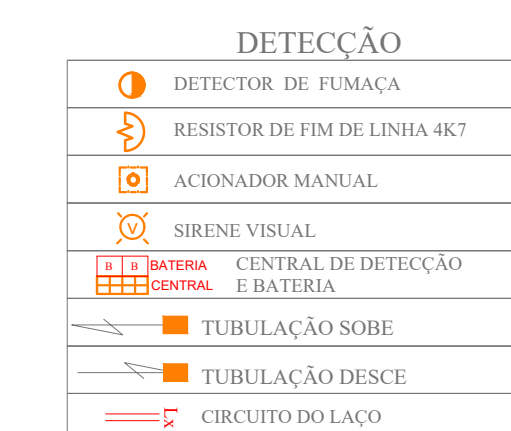 DETECÇÃO
DETECTOR DE FUMAÇA
RESISTOR DE FIM DE LINHA 4K7
ACIONADOR MANUAL
V
SIRENE VISUAL
B B BATERIA
CENTRAL
CENTRAL DE DETECÇÃO
E BATERIA
TUBULAÇÃO SOBE
TUBULAÇÃO DESCE
Lx
CIRCUITO DO LAÇO